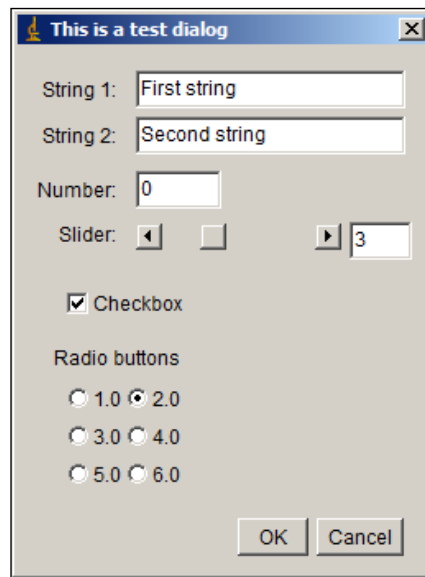 This is a test dialog
String 1: First string
String 2: Second string
Number: 0
Slider: 3
Checkbox
Radio buttons
1.0 2.0
3.0 4.0
5.0 6.0
OK Cancel